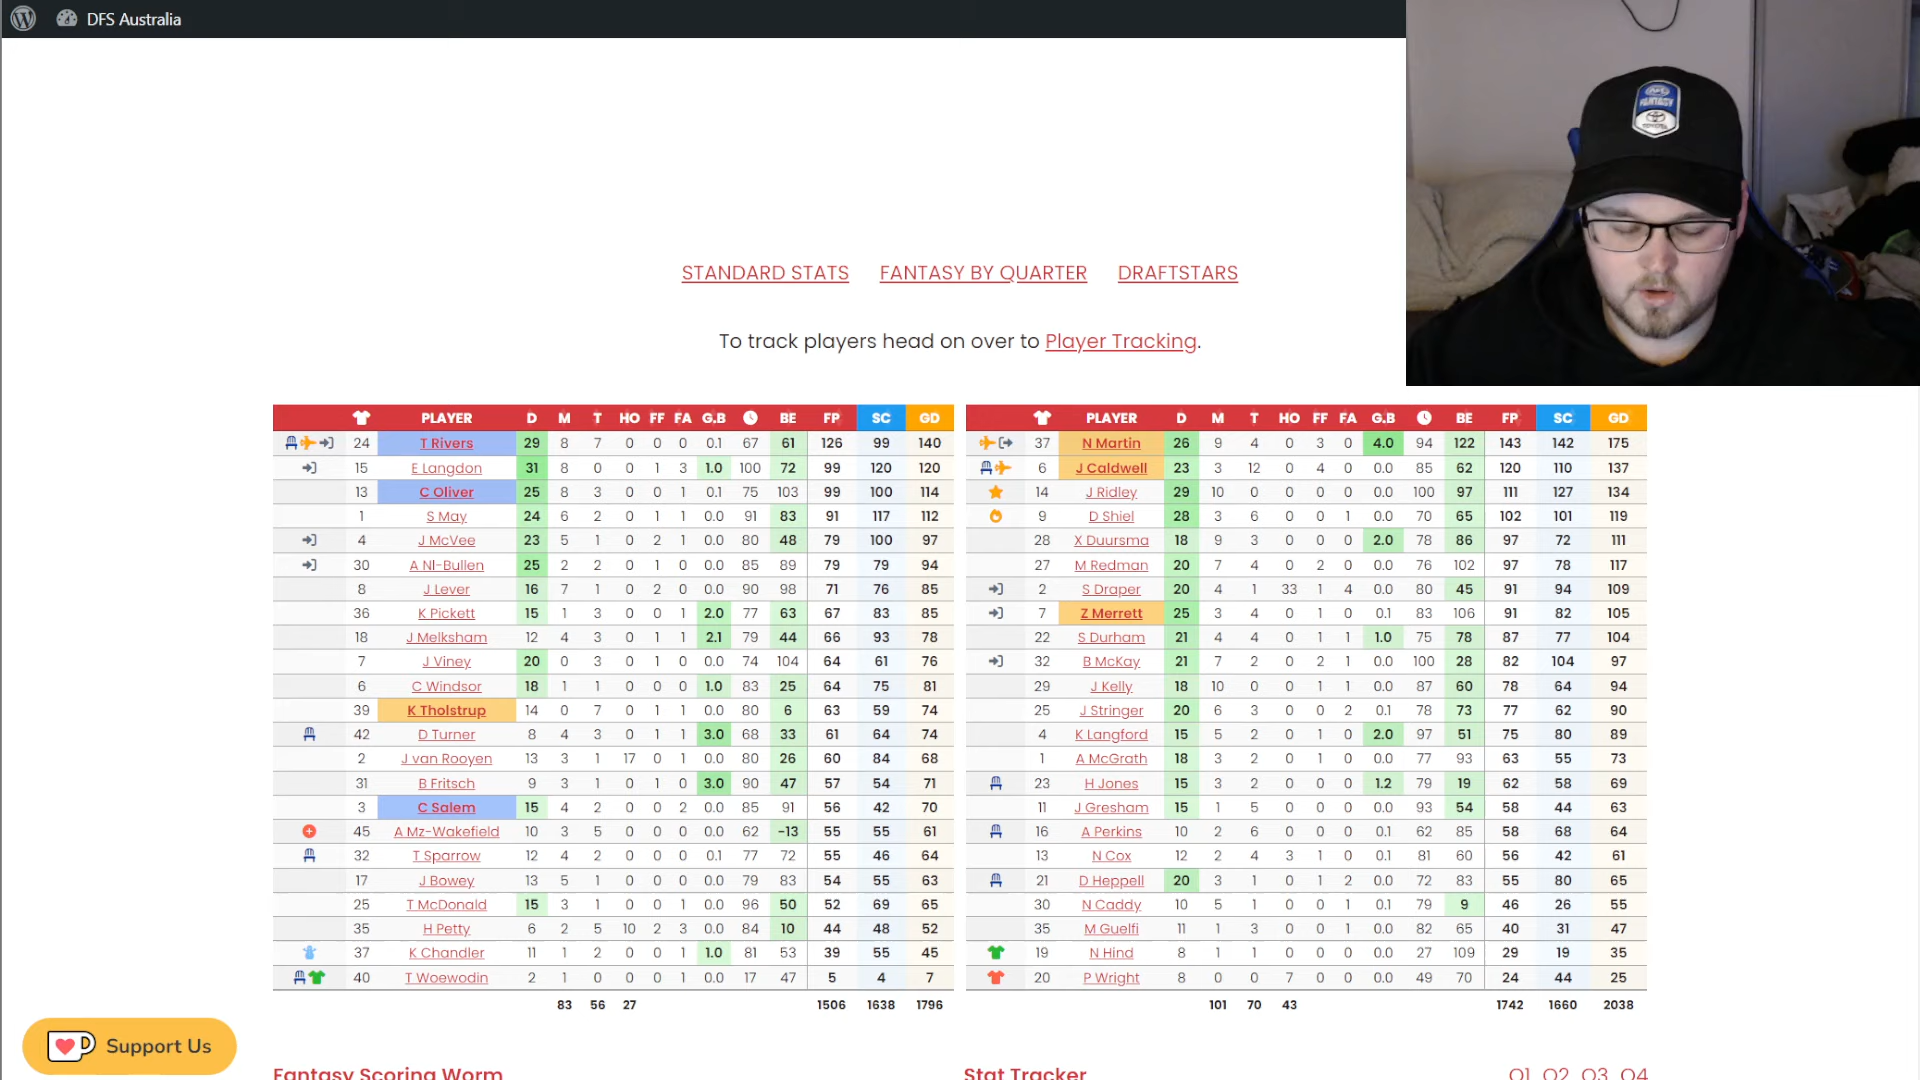 DFS Australia
AFL FANTASY
TOYOTA
STANDARD STATS FANTASY BY QUARTER DRAFTSTARS
To track players head on over to Player Tracking.
PLAYER D M T HO FF FA G.B BE FP SC GD
24 T Rivers 29 8 7 0 0 0 0.1 67 61 126 99 140
15 E Langdon 31 8 0 0 1 3 1.0 100 72 99 120 120
13 C Oliver 25 8 3 0 0 1 0.1 75 103 99 100 114
1 S May 24 6 2 0 1 1 0.0 91 83 91 117 112
4 J McVee 23 5 1 0 2 1 0.0 80 48 79 100 97
30 A Nl-Bullen 25 2 2 0 1 0 0.0 85 89 79 79 94
8 J Lever 16 7 1 0 2 0 0.0 90 98 71 76 85
36 K Pickett 15 1 3 0 0 1 2.0 77 63 67 83 85
18 J Melksham 12 4 3 0 1 1 2.1 79 44 66 93 78
7 J Viney 20 0 3 0 1 0 0.0 74 104 64 61 76
6 C Windsor 18 1 1 0 0 0 1.0 83 25 64 75 81
39 K Tholstrup 14 0 7 0 1 1 0.0 80 6 63 59 74
42 D Turner 8 4 3 0 1 1 3.0 68 33 61 64 74
2 J van Rooyen 13 3 1 17 0 1 0.0 80 26 60 84 68
31 B Fritsch 9 3 1 0 1 0 3.0 90 47 57 58 71
3 C Salem 15 4 2 0 0 2 0.0 85 91 56 42 70
45 A Mz-Wakefield 10 3 5 0 0 0 0.0 62 -13 55 55 61
32 T Sparrow 12 4 2 0 0 0 0.1 77 72 55 46 64
17 J Bowey 13 5 1 0 0 0 0.0 79 83 54 55 63
25 T McDonald 15 3 1 0 0 1 0.0 96 50 52 69 65
35 H Petty 6 2 5 10 2 3 0.0 84 10 44 48 52
37 K Chandler 11 1 2 0 0 1 1.0 81 53 39 55 45
40 T Woewodin 2 1 0 0 0 1 0.0 17 47 5 4 7
83 56 27 1506 1638 1796
PLAYER D M T HO FF FA G.B BE FP SC GD
37 N Martin 26 9 4 0 3 0 4.0 94 122 143 142 175
6 J Caldwell 23 3 12 0 4 0 0.0 85 62 120 110 137
14 J Ridley 29 10 0 0 0 0 0.0 100 97 111 127 134
9 D Shiel 28 3 6 0 0 1 0.0 70 65 102 101 119
28 X Duursma 18 9 3 0 0 0 2.0 78 86 97 72 111
27 M Redman 20 7 4 0 2 0 0.0 76 102 97 78 117
2 S Draper 20 4 1 33 1 4 0.0 80 45 91 94 109
7 Z Merrett 25 3 4 0 1 0 0.1 83 106 91 82 105
22 S Durham 21 4 4 0 1 1 1.0 75 78 87 77 104
32 B McKay 21 7 2 0 2 1 0.0 100 28 82 104 97
29 J Kelly 18 10 0 0 1 1 0.0 87 60 78 64 94
25 J Stringer 20 6 3 0 0 2 0.1 78 73 77 62 90
4 K Langford 15 5 2 0 1 0 2.0 97 51 75 80 89
1 A McGrath 18 3 2 0 1 0 0.0 77 93 63 55 73
23 H Jones 15 3 2 0 0 0 1.2 79 19 62 58 69
11 J Gresham 15 1 5 0 0 0 0.0 93 54 58 44 63
16 A Perkins 10 2 6 0 0 0 0.1 62 85 58 68 64
13 N Cox 12 2 4 3 1 0 0.1 81 60 56 42 61
21 D Heppell 20 3 1 0 1 2 0.0 72 83 55 80 65
30 N Caddy 10 5 1 0 0 1 0.1 79 9 46 26 55
35 M Guelfi 11 1 3 0 0 1 0.0 82 65 40 31 47
19 N Hind 8 1 1 0 0 0 0.0 27 109 29 19 35
20 P Wright 8 0 0 7 0 0 0.0 49 70 24 44 25
101 70 43 1742 1660 2038
Support Us
Fantasy Scoring Worm
Stat Tracker Q1 Q2 Q3 Q4